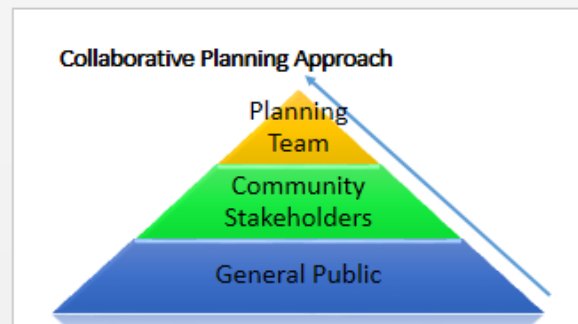 Collaborative Planning Approach
Planning
Team
Community
Stakeholders
General Public